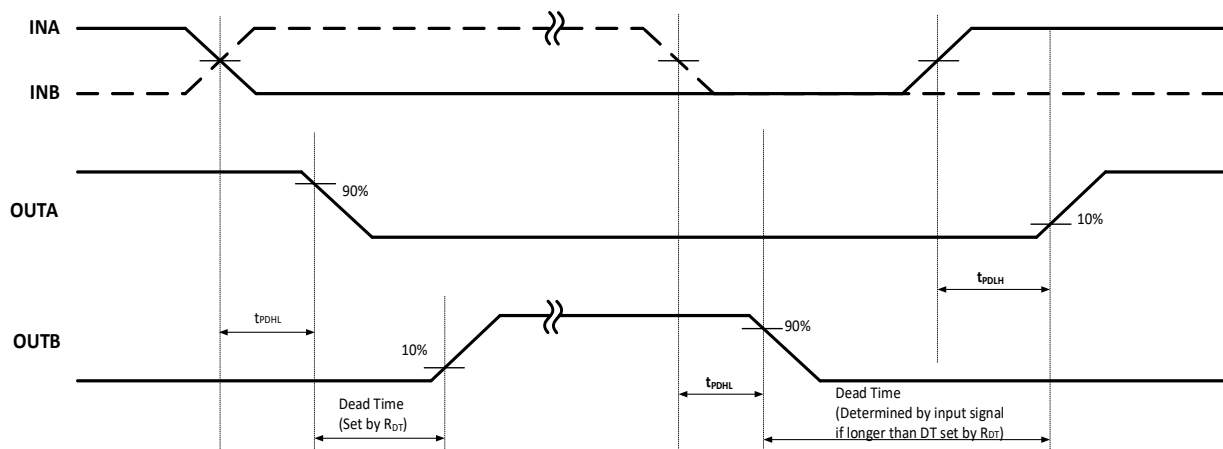 INA
INB
OUTA
90%
10%
tPDLH
OUTB
tPDHL
10%
90%
tPDHL
Dead Time
(Set by RDT)
Dead Time
(Determined by input signal
if longer than DT set by RDT)